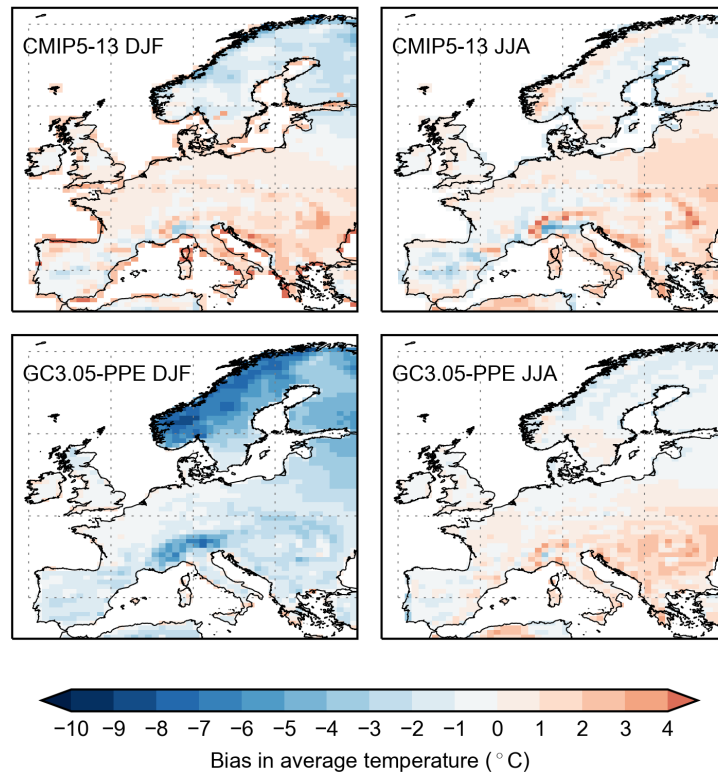 CMIP5-13 DJF
CMIP5-13 JJA
GC3.05-PPE DJF
GC3.05-PPE JJA
−10 −9 −8 −7 −6 −5 −4 −3 −2 −1 0 1 2 3 4
Bias in average temperature (°C)